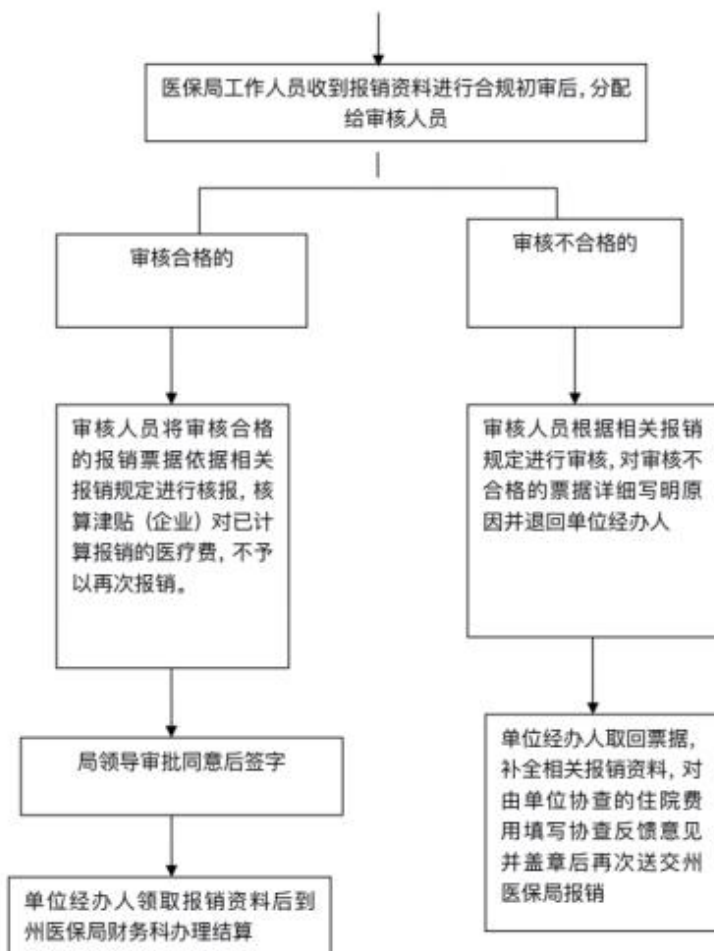 医保局工作人员收到报销资料进行合规初审后，分配
给审核人员
审核合格的
审核不合格的
审核人员将审核合格
的报销票据依据相关
报销规定进行核报，核
算津贴（企业）对已计
算报销的医疗费，不予
以再次报销。
审核人员根据相关报销
规定进行审核，对审核不
合格的票据详细写明原
因并退回单位经办人
局领导审批同意后签字
单位经办人取回票据，
补全相关报销资料，对
由单位协查的住院费
用填写协查反馈意见
并盖章后再次送交州
医保局报销
单位经办人领取报销资料后到
州医保局财务科办理结算